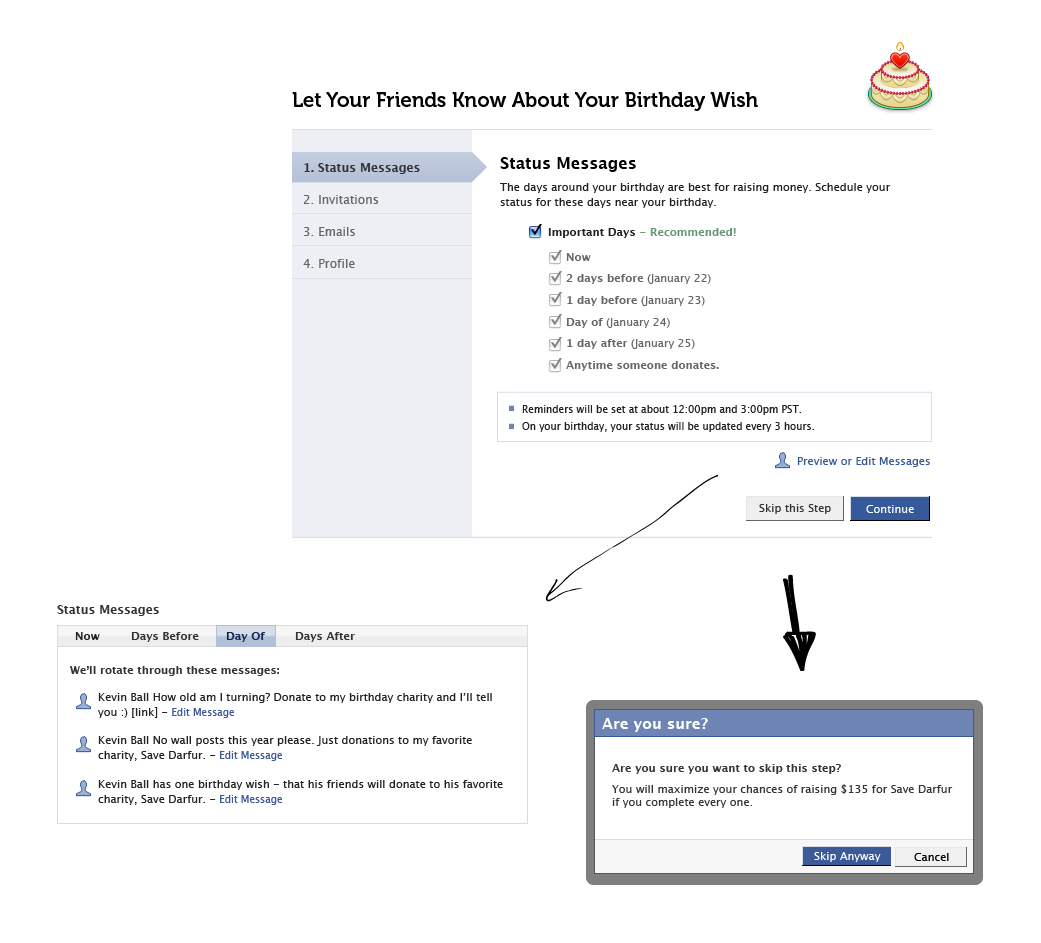 Let Your Friends Know About Your Birthday Wish
1. Status Messages
2. Invitations
3. Emails
4. Profile
Status Messages
The days around your birthday are best for raising money. Schedule your
status for these days near your birthday.
Important Days – Recommended!
Now
2 days before (January 22)
1 day before (January 23)
Day of (January 24)
1 day after (January 25)
Anytime someone donates.
Reminders will be set at about 12:00pm and 3:00pm PST.
On your birthday, your status will be updated every 3 hours.
Preview or Edit Messages
Skip this Step Continue
Status Messages
Now Days Before Day Of Days After
We'll rotate through these messages:
Kevin Ball How old am I turning? Donate to my birthday charity and I'll tell
you :) [link] – Edit Message
Kevin Ball No wall posts this year please. Just donations to my favorite
charity, Save Darfur. – Edit Message
Kevin Ball has one birthday wish – that his friends will donate to his favorite
charity, Save Darfur. – Edit Message
Are you sure?
Are you sure you want to skip this step?
You will maximize your chances of raising $135 for Save Darfur
if you complete every one.
Skip Anyway Cancel